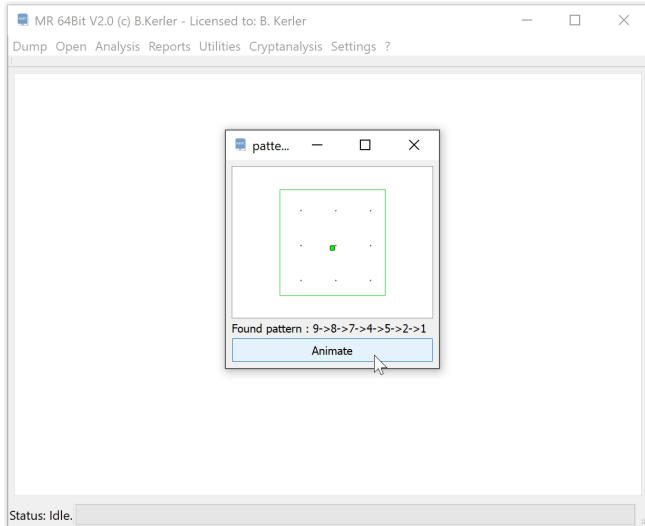 MR 64Bit V2.0 (c) B.Kerler - Licensed to: B. Kerler
Dump Open Analysis Reports Utilities Cryptanalysis Settings ?
patte...
Found pattern : 9->8->7->4->5->2->1
Animate
Status: Idle.